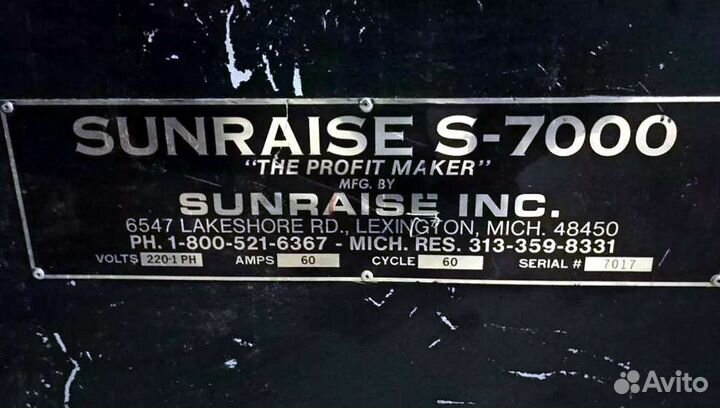 SUNRAISE S-7000
"THE PROFIT MAKER"
MFG. BY
SUNRAISE INC.
6547 LAKESHORE RD., LEXINGTON, MICH. 48450
PH. 1-800-521-6367 - MICH. RES. 313-359-8331
VOLTS 220-1 PH AMPS 60 CYCLE 60 SERIAL # 7017
Avito